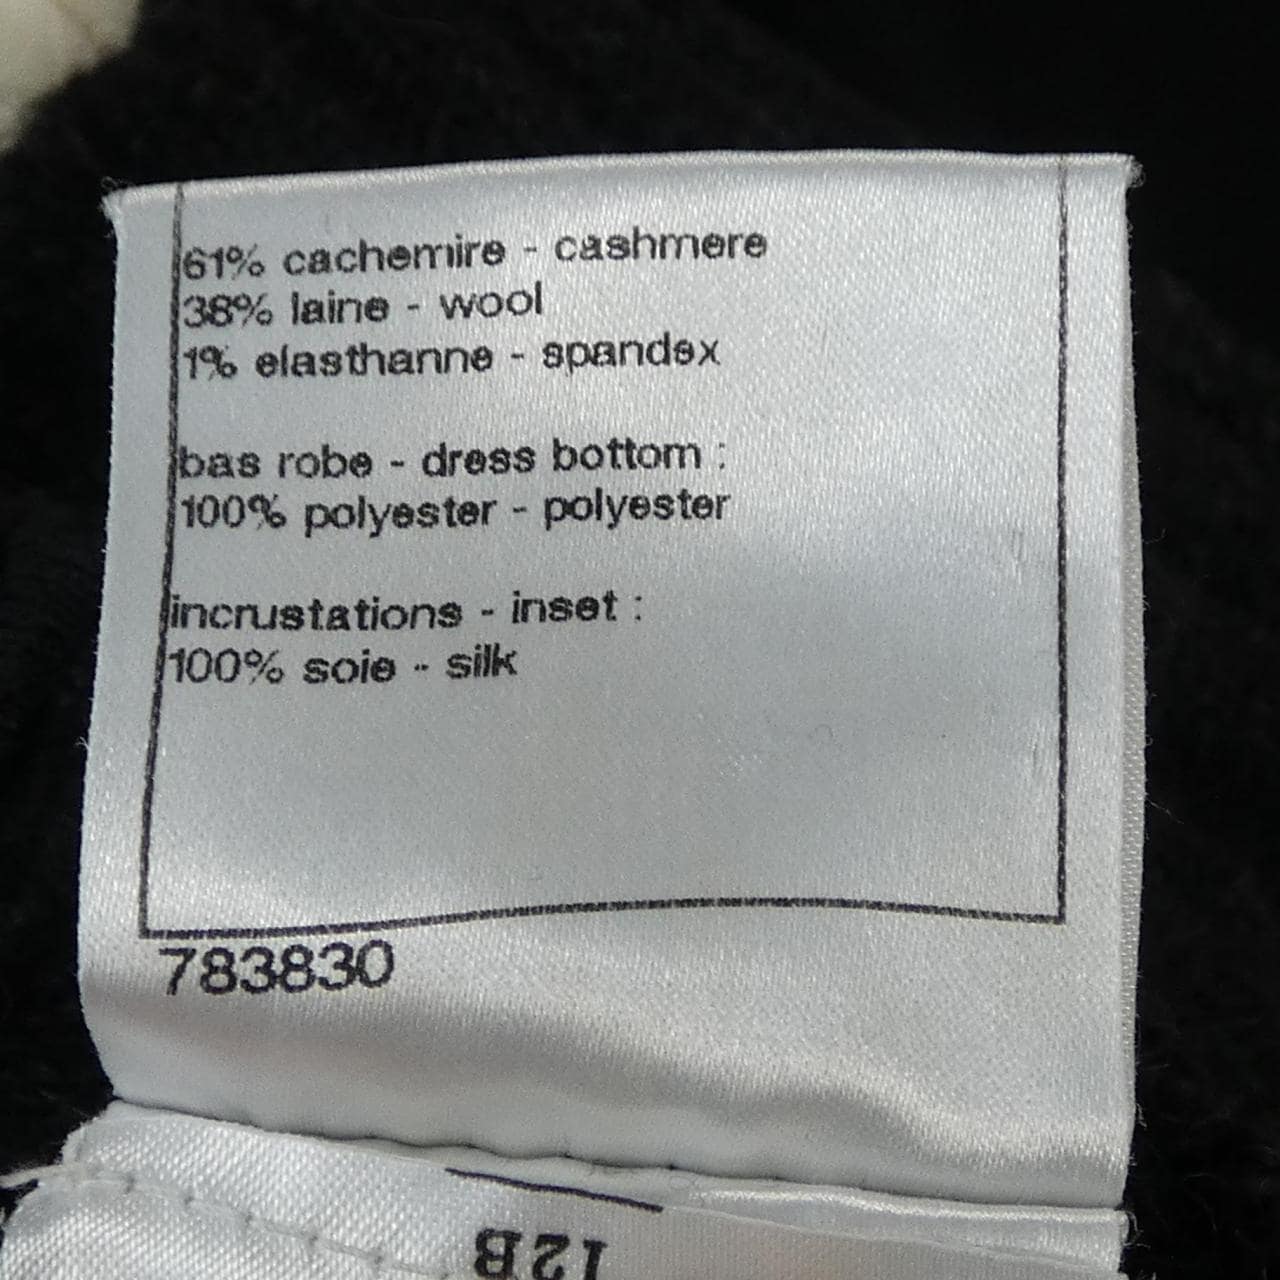 61% cachemire - cashmere
38% laine - wool
1% elasthanne - spandex
bas robe - dress bottom :
100% polyester - polyester
incrustations - inset :
100% soie - silk
783830
12B